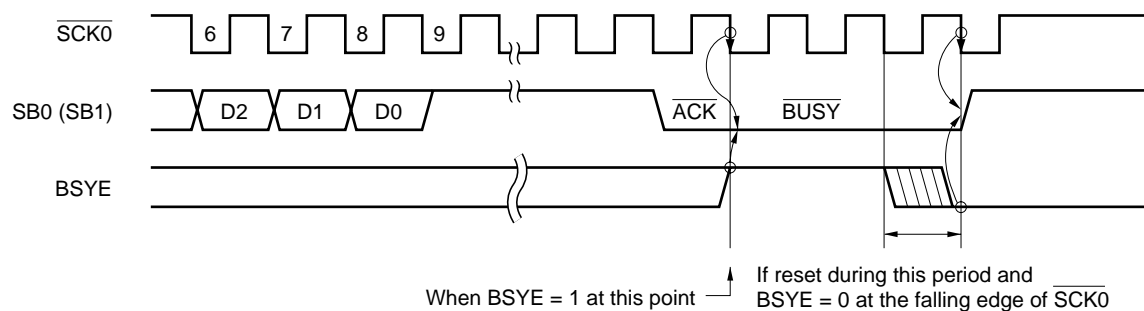 SCK0 6 7 8 9
SB0 (SB1) D2 D1 D0 ACK BUSY
BSYE
When BSYE = 1 at this point
If reset during this period and
BSYE = 0 at the falling edge of SCK0